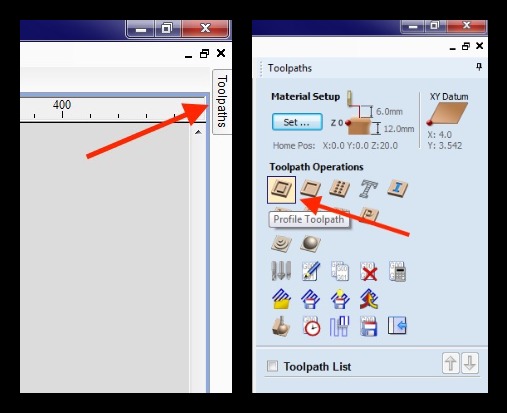 400
Toolpaths
Toolpaths
Material Setup
Set ...
Z 0
6.0mm
12.0mm
XY Datum
X: 4.0
Y: 3.542
Home Pos: X:0.0 Y:0.0 Z:20.0
Toolpath Operations
Profile Toolpath
Toolpath List